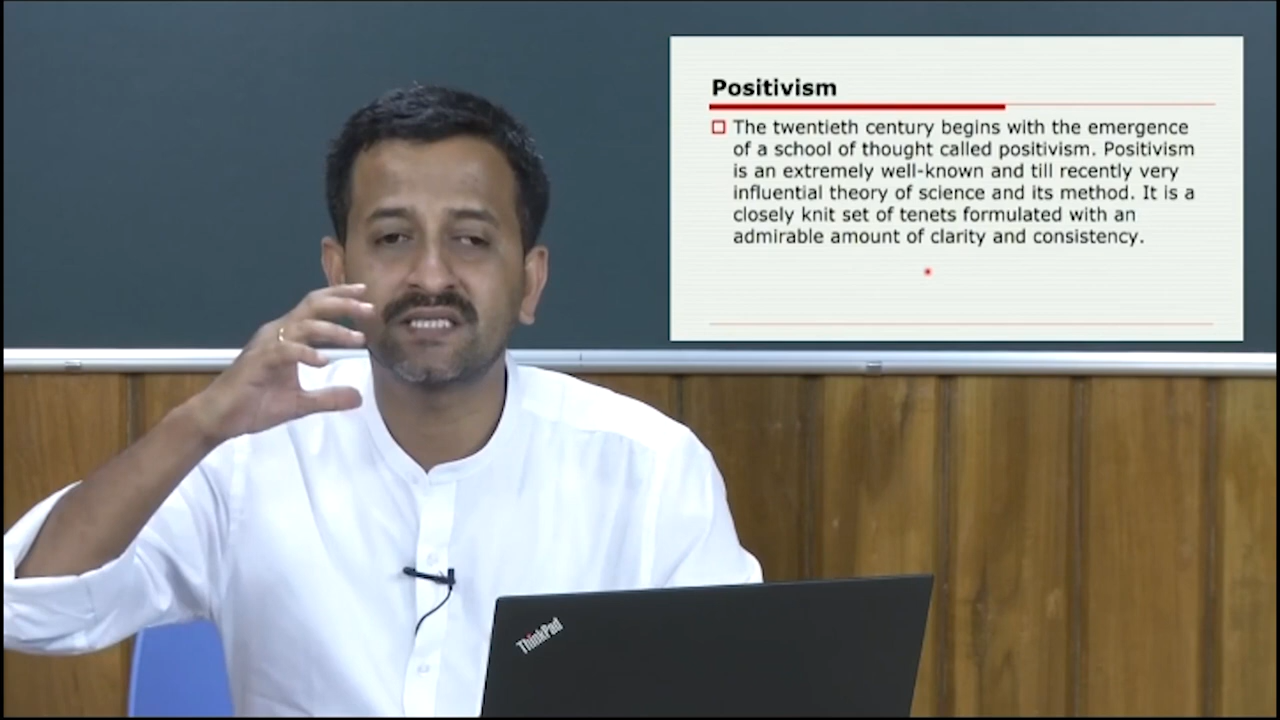 Positivism
The twentieth century begins with the emergence
of a school of thought called positivism. Positivism
is an extremely well-known and till recently very
influential theory of science and its method. It is a
closely knit set of tenets formulated with an
admirable amount of clarity and consistency.
ThinkPad